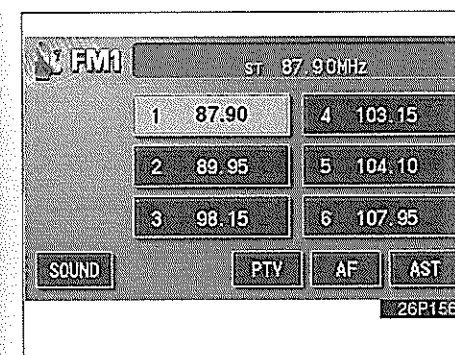 FM1 ST 87.90MHz
1 87.90 4 103.15
2 89.95 5 104.10
3 98.15 6 107.95
SOUND PTY AF AST
26P156